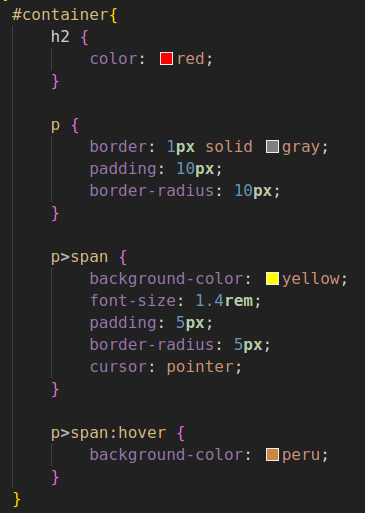 #container{
h2 {
color: red;
}
p {
border: 1px solid gray;
padding: 10px;
border-radius: 10px;
}
p>span {
background-color: yellow;
font-size: 1.4rem;
padding: 5px;
border-radius: 5px;
cursor: pointer;
}
p>span:hover {
background-color: peru;
}
}